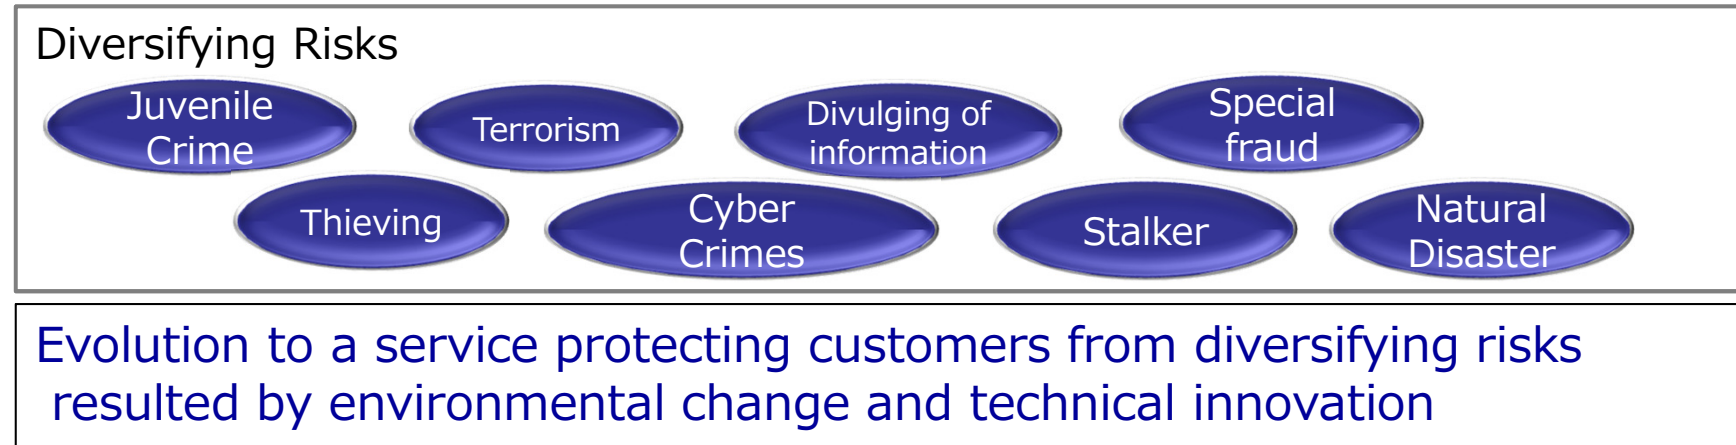 Diversifying Risks
Juvenile
Crime
Terrorism
Divulging of
information
Special
fraud
Thieving
Cyber
Crimes
Stalker
Natural
Disaster
Evolution to a service protecting customers from diversifying risks
resulted by environmental change and technical innovation